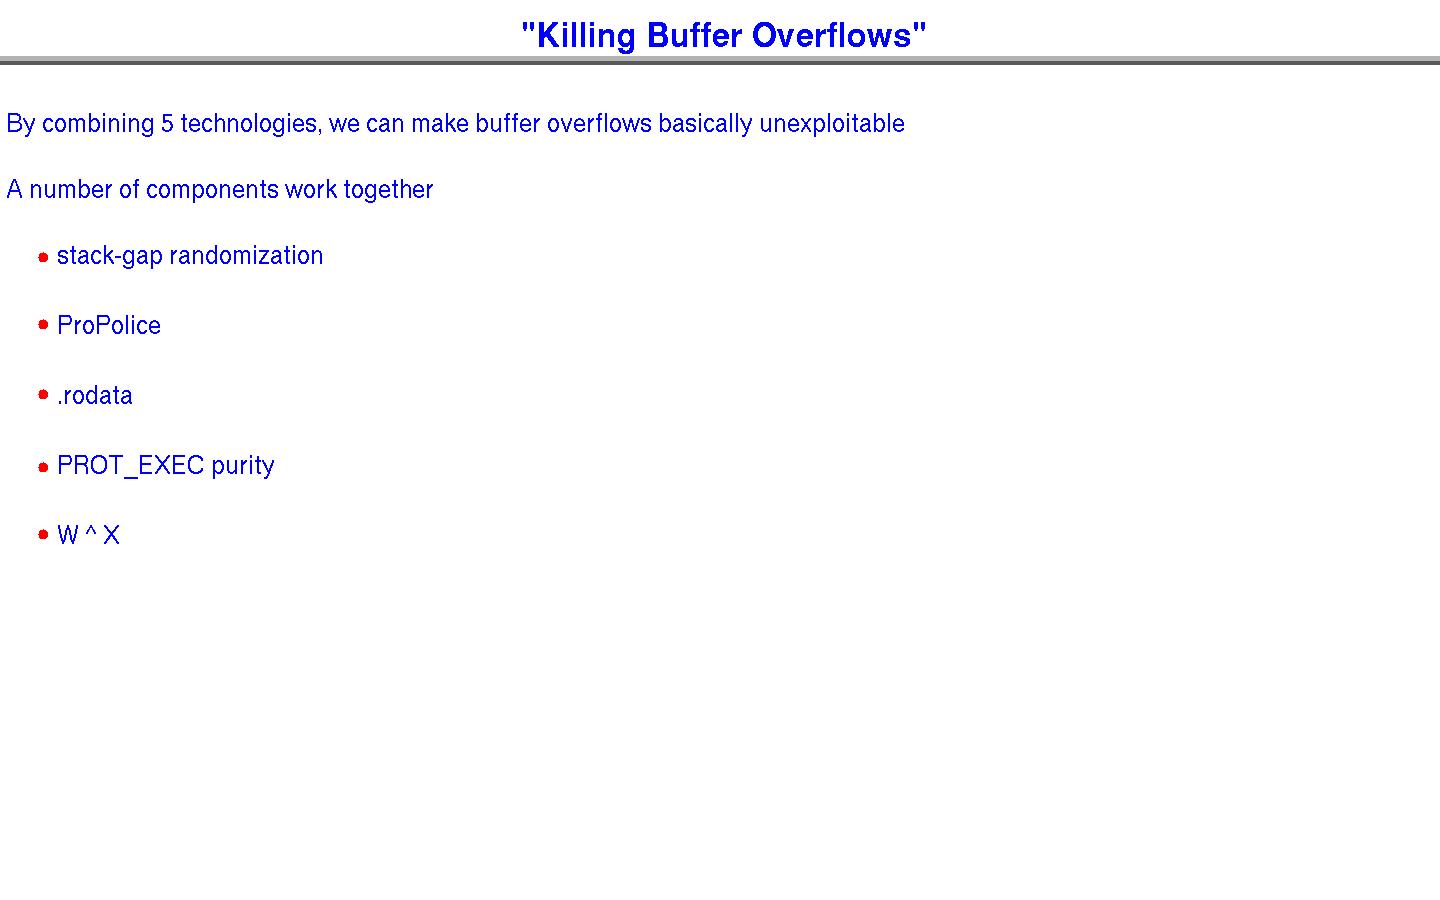 "Killing Buffer Overflows"
By combining 5 technologies, we can make buffer overflows basically unexploitable
A number of components work together
• stack-gap randomization
• ProPolice
• .rodata
• PROT_EXEC purity
• W ^ X